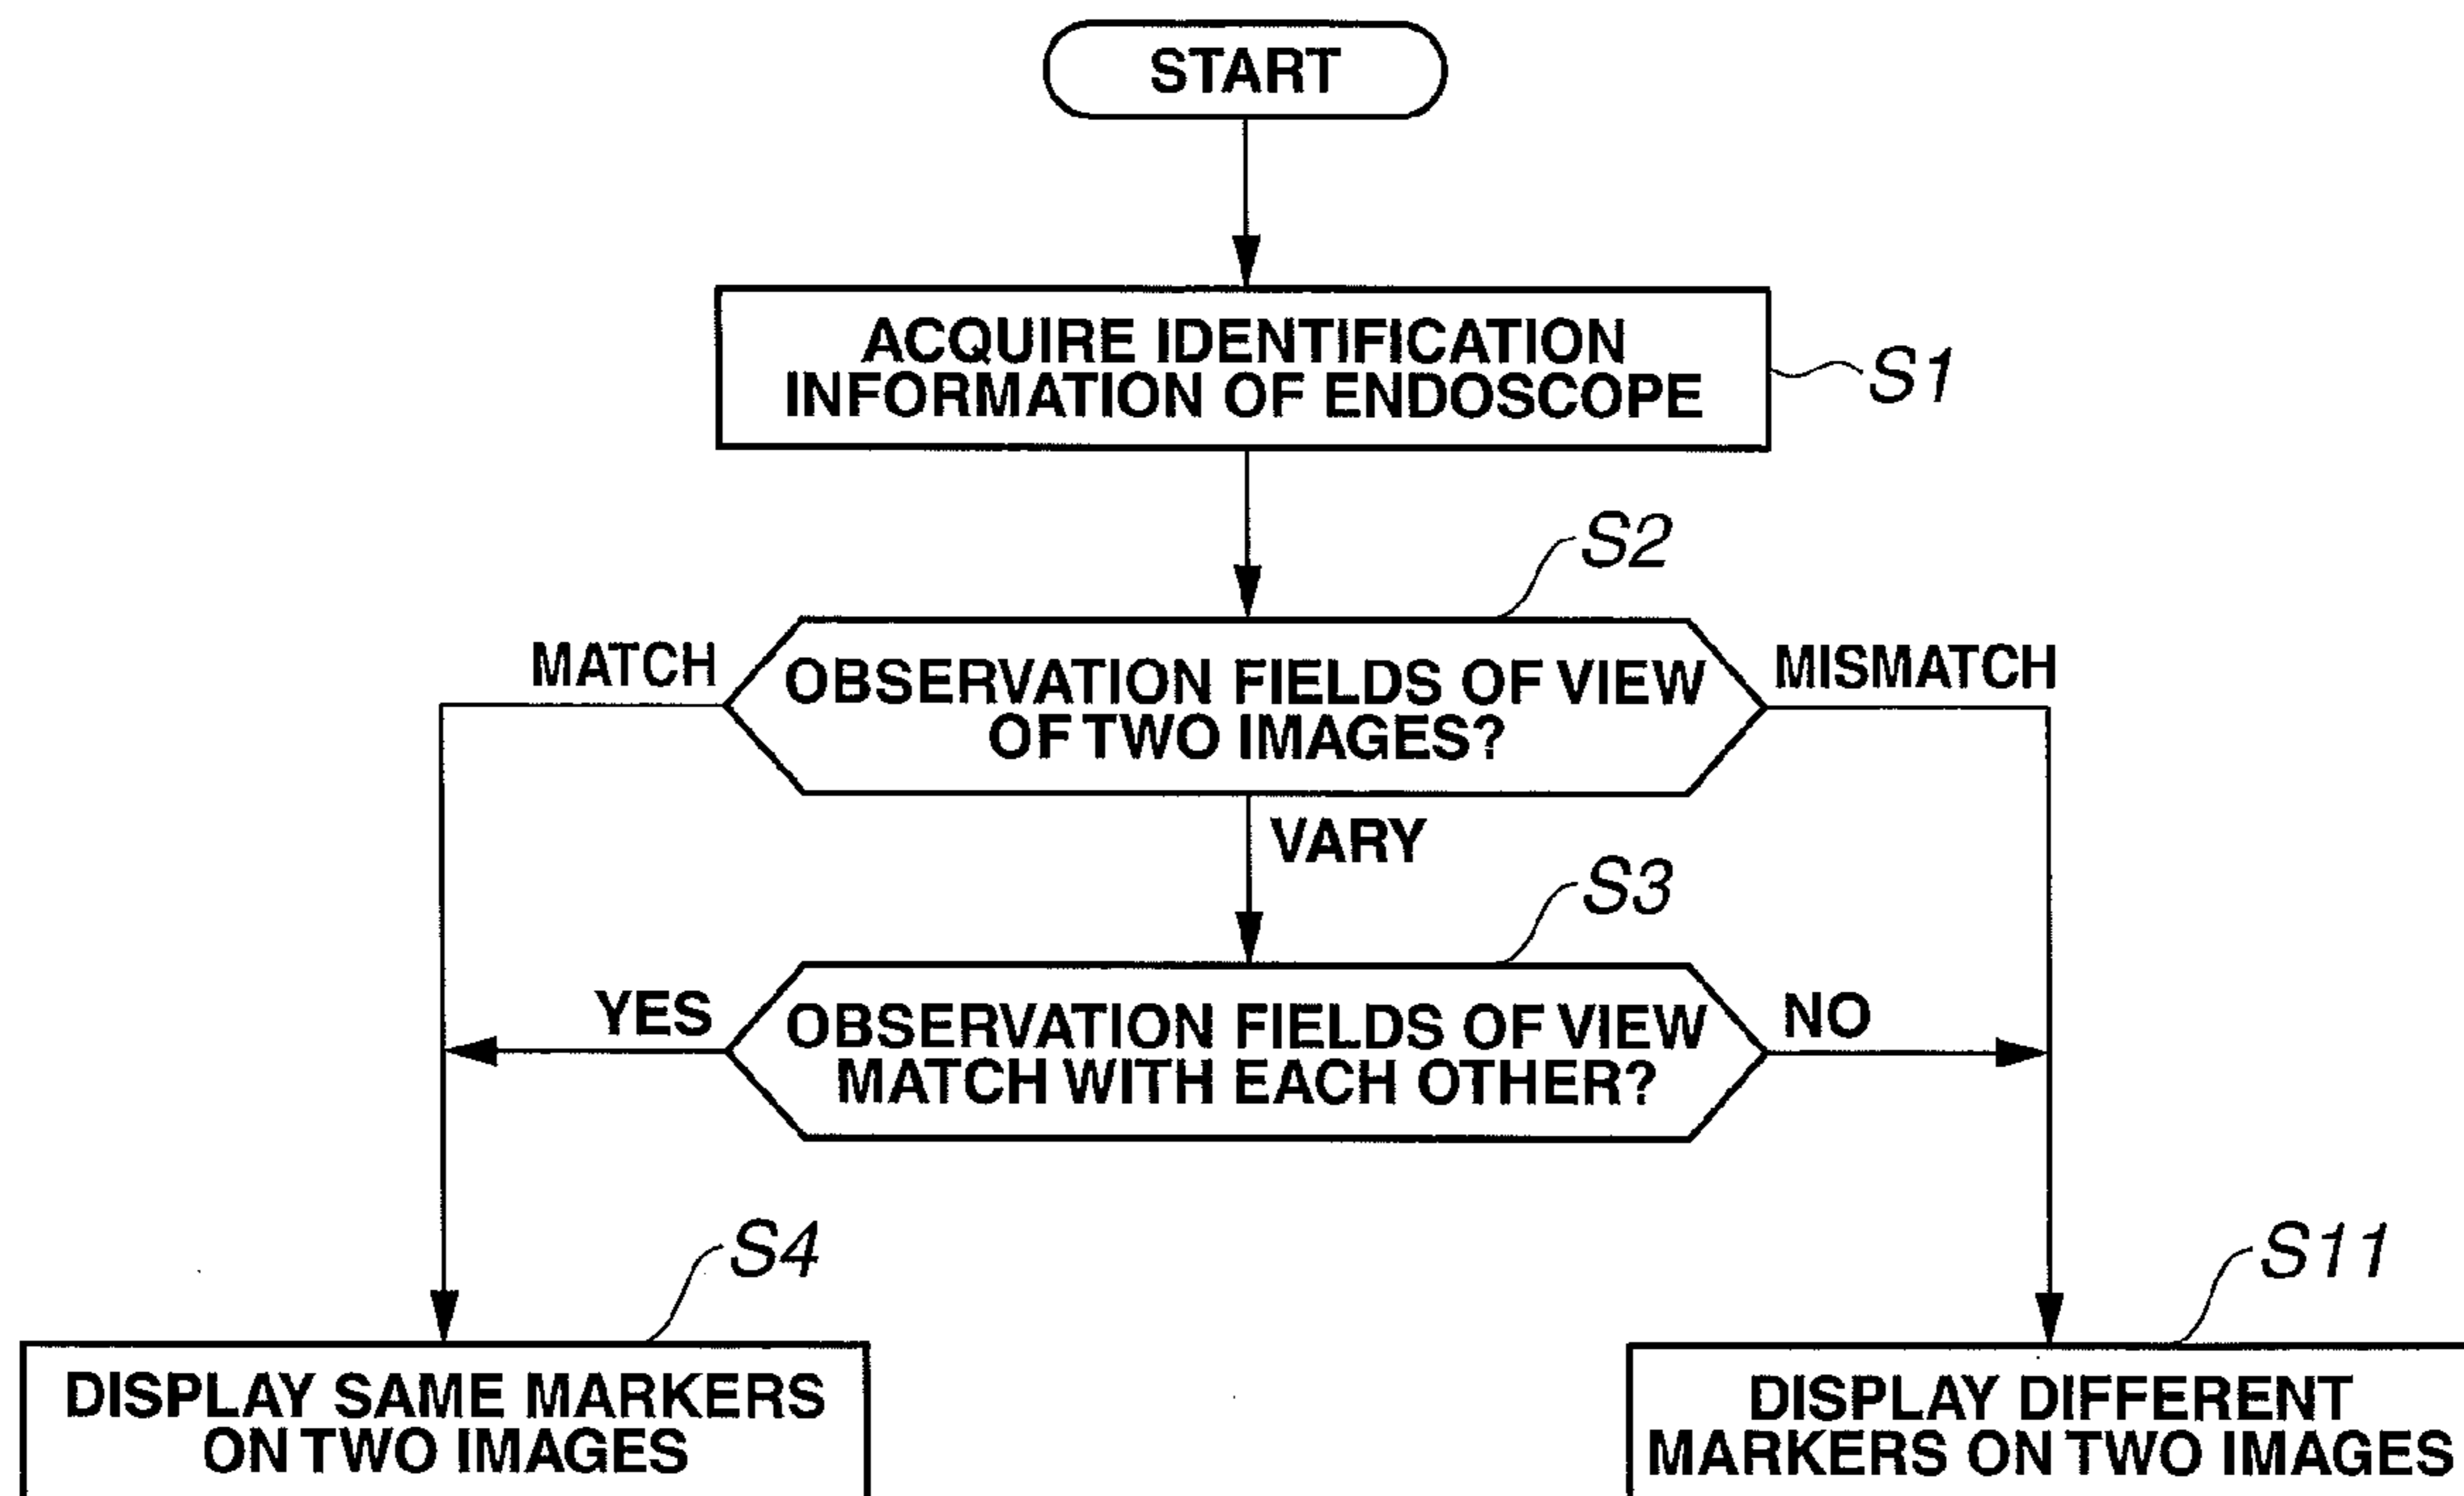 START
ACQUIRE IDENTIFICATION
INFORMATION OF ENDOSCOPE
S1
S2
MATCH
OBSERVATION FIELDS OF VIEW
OF TWO IMAGES?
MISMATCH
VARY
S3
YES
OBSERVATION FIELDS OF VIEW
MATCH WITH EACH OTHER?
NO
S4
DISPLAY SAME MARKERS
ON TWO IMAGES
S11
DISPLAY DIFFERENT
MARKERS ON TWO IMAGES